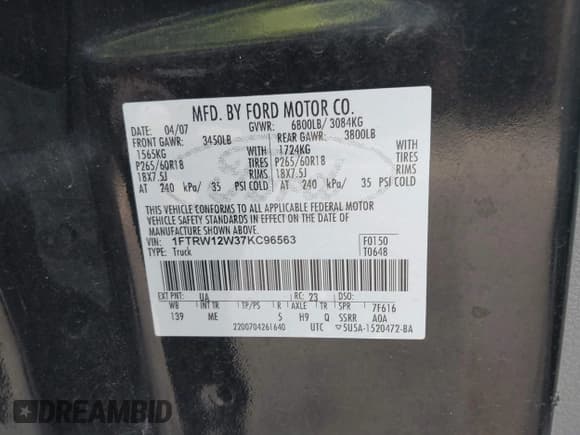 MFD. BY FORD MOTOR CO.
DATE: 04/07 GVWR: 6800LB/ 3084KG
FRONT GAWR: 3450LB REAR GAWR: 3800LB
1565KG WITH 1724KG WITH
P265/60R18 TIRES P265/60R18 TIRES
18X7.5J RIMS 18X7.5J RIMS
AT 240 kPa/ 35 PSI COLD AT 240 kPa/ 35 PSI COLD
THIS VEHICLE CONFORMS TO ALL APPLICABLE FEDERAL MOTOR
VEHICLE SAFETY STANDARDS IN EFFECT ON THE DATE OF
MANUFACTURE SHOWN ABOVE.
VIN: 1FTRW12W37KC96563 F0150
TYPE: Truck T0648
EXT PNT: UA RC: 23 DSO:
WB INT TR TP/PS R AXLE TR SPR 7F616
139 ME 5 H9 Q SSRR AOA
2200704261640 UTC 5U5A-1520472-BA
DREAMBID